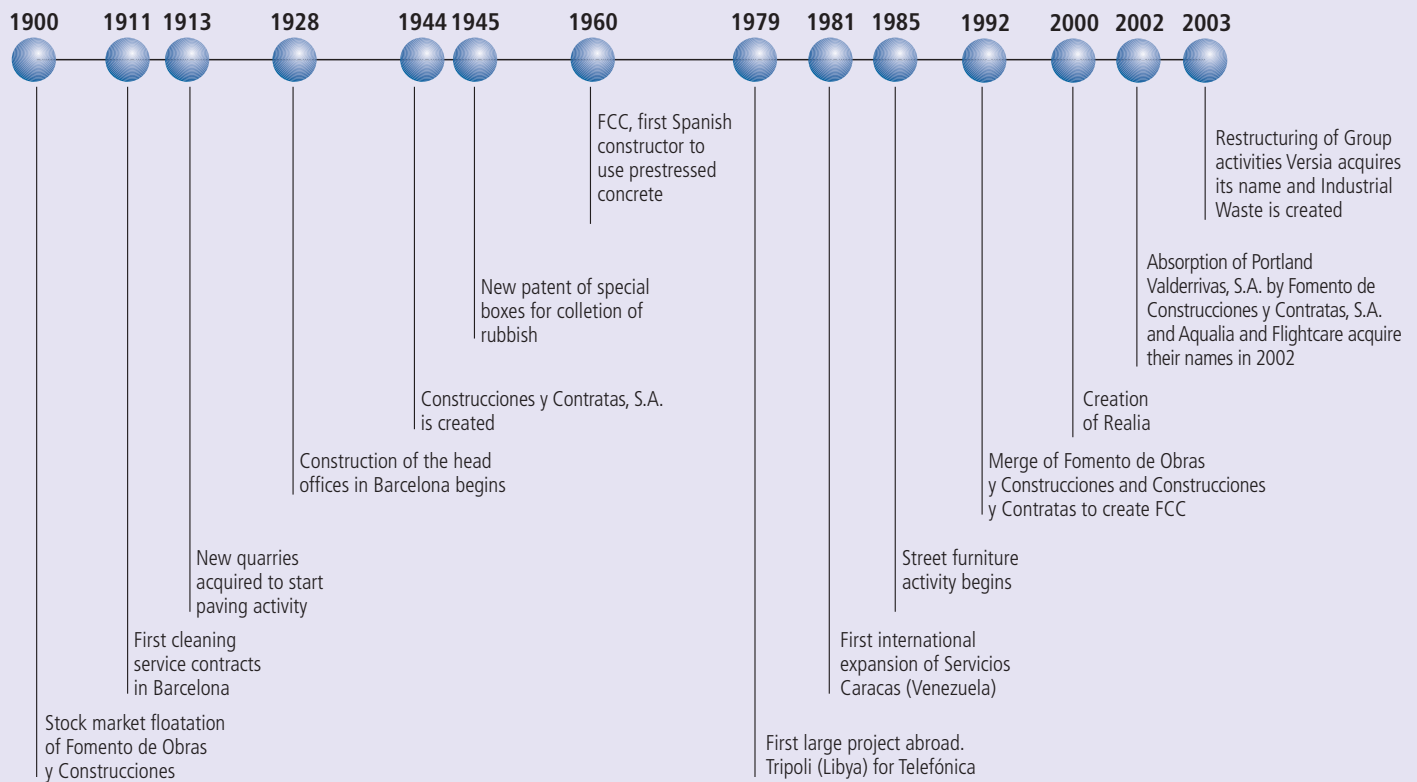 1900 1911 1913 1928 1944 1945 1960 1979 1981 1985 1992 2000 2002 2003
Stock market floatation
of Fomento de Obras
y Construcciones
First cleaning
service contracts
in Barcelona
New quarries
acquired to start
paving activity
Construction of the head
offices in Barcelona begins
Construcciones y Contratas, S.A.
is created
New patent of special
boxes for colletion of
rubbish
FCC, first Spanish
constructor to
use prestressed
concrete
First large project abroad.
Tripoli (Libya) for Telefónica
First international
expansion of Servicios
Caracas (Venezuela)
Street furniture
activity begins
Merge of Fomento de Obras
y Construcciones and Construcciones
y Contratas to create FCC
Creation
of Realia
Absorption of Portland
Valderrivas, S.A. by Fomento de
Construcciones y Contratas, S.A.
and Aqualia and Flightcare acquire
their names in 2002
Restructuring of Group
activities Versia acquires
its name and Industrial
Waste is created